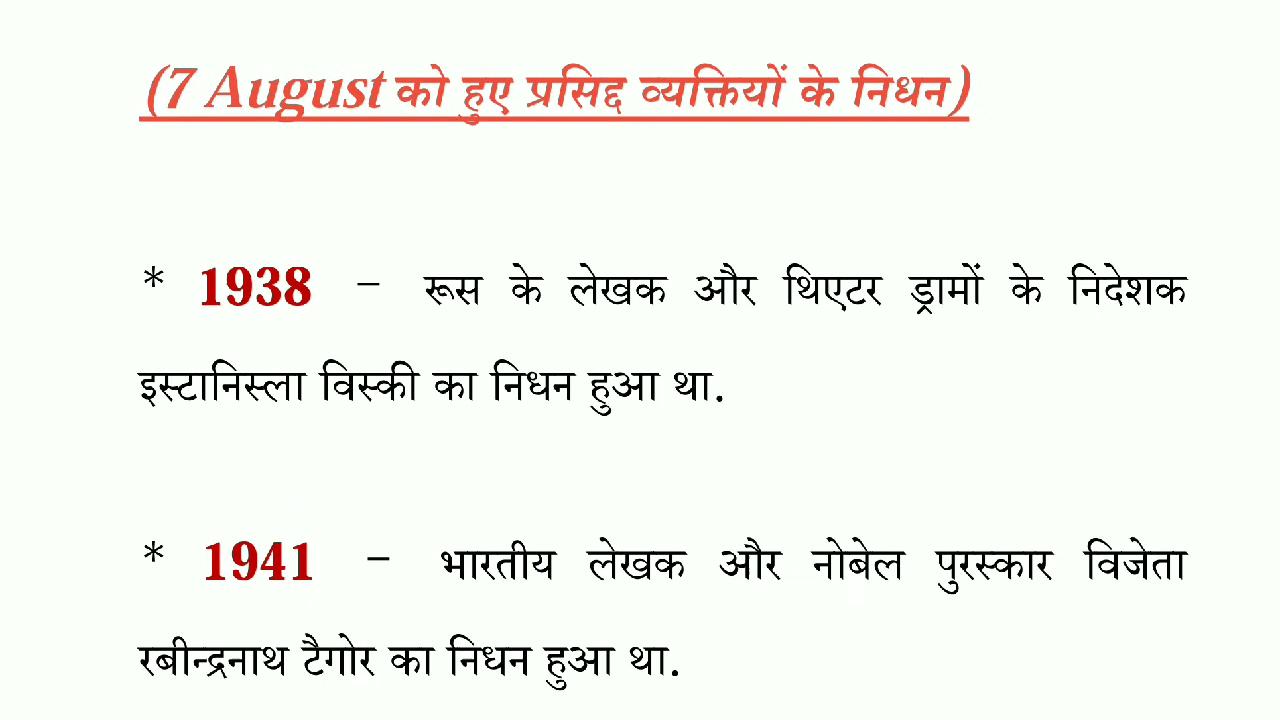 (7 August को हुए प्रसिद्द व्यक्तियों के निधन)
* 1938 – रूस के लेखक और थिएटर ड्रामों के निदेशक
इस्टानिस्ला विस्की का निधन हुआ था.
* 1941 – भारतीय लेखक और नोबेल पुरस्कार विजेता
रबीन्द्रनाथ टैगोर का निधन हुआ था.